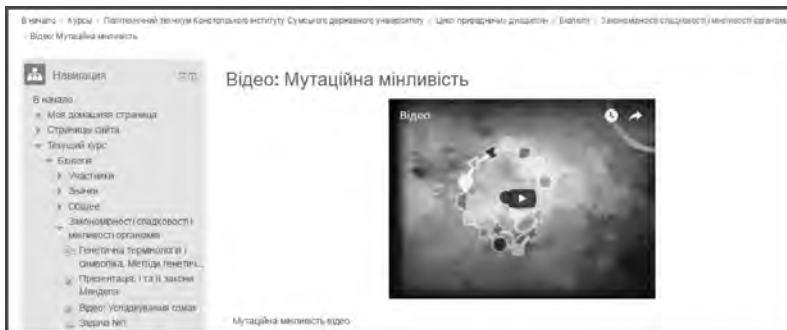 В начало Курсы Політехнічний технікум Конотопського інституту Сумського державного університету Цикл природничих дисциплін Біологія Закономірності спадковості і мінливості організмів
Відео: Мутаційна мінливість
Навигация
В начало
Моя домашняя страница
Страницы сайта
Текущий курс
Біологія
Участники
Значки
Общее
Закономірності спадковості і
мінливості організмів
Генетична термінологія і
символіка. Методи генетич...
Презентація. І та ІІ закони
Менделя
Відео: Успадкування ознак
Задача №1
Відео: Мутаційна мінливість
Відео
Мутаційна мінливість відео